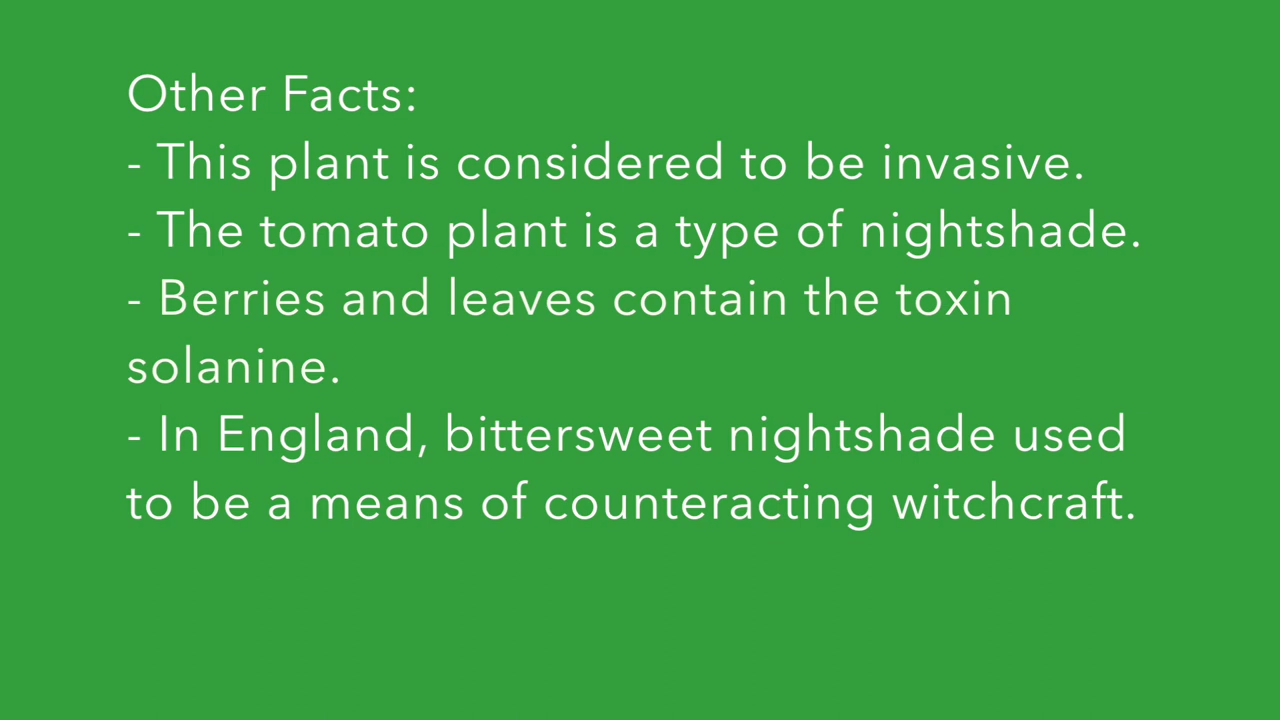 Other Facts:
- This plant is considered to be invasive.
- The tomato plant is a type of nightshade.
- Berries and leaves contain the toxin
solanine.
- In England, bittersweet nightshade used
to be a means of counteracting witchcraft.